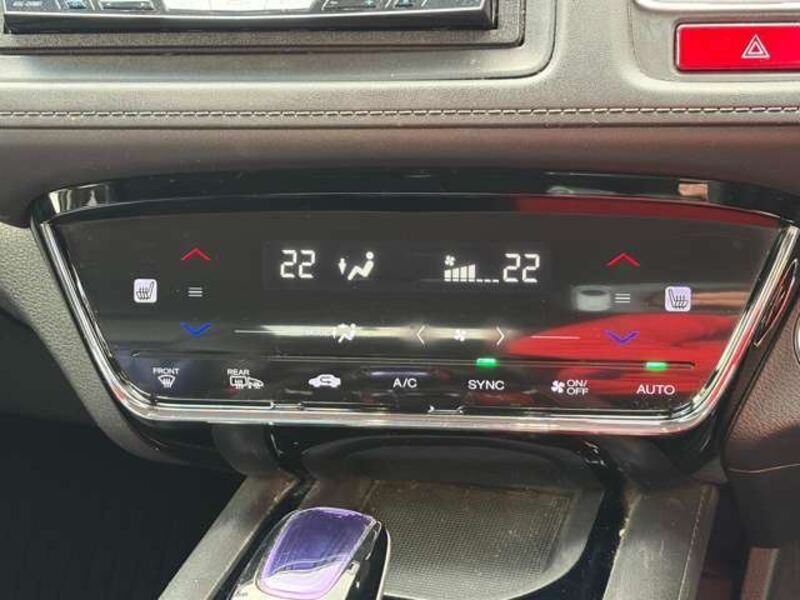 22 22
FRONT
REAR
A/C SYNC ON/ AUTO
OFF